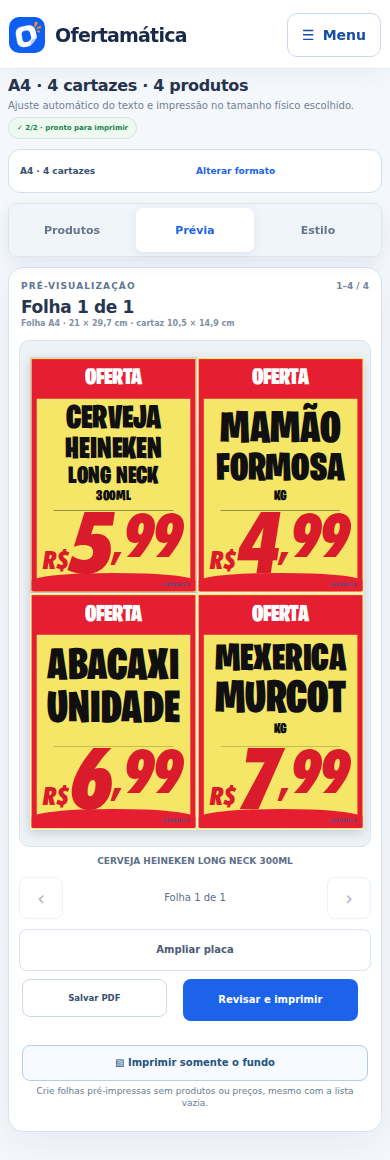 Ofertamática
☰ Menu
A4 · 4 cartazes · 4 produtos
Ajuste automático do texto e impressão no tamanho físico escolhido.
✓ 2/2 · pronto para imprimir
A4 · 4 cartazes
Alterar formato
Produtos
Prévia
Estilo
PRÉ-VISUALIZAÇÃO
1–4 / 4
Folha 1 de 1
Folha A4 · 21 × 29,7 cm · cartaz 10,5 × 14,9 cm
OFERTA
CERVEJA
HEINEKEN
LONG NECK
300ML
R$5,99
OFERTA
MAMÃO
FORMOSA
KG
R$4,99
OFERTA
ABACAXI
UNIDADE
R$6,99
OFERTA
MEXERICA
MURCOT
KG
R$7,99
CERVEJA HEINEKEN LONG NECK 300ML
‹
Folha 1 de 1
›
Ampliar placa
Salvar PDF
Revisar e imprimir
▧ Imprimir somente o fundo
Crie folhas pré-impressas sem produtos ou preços, mesmo com a lista
vazia.